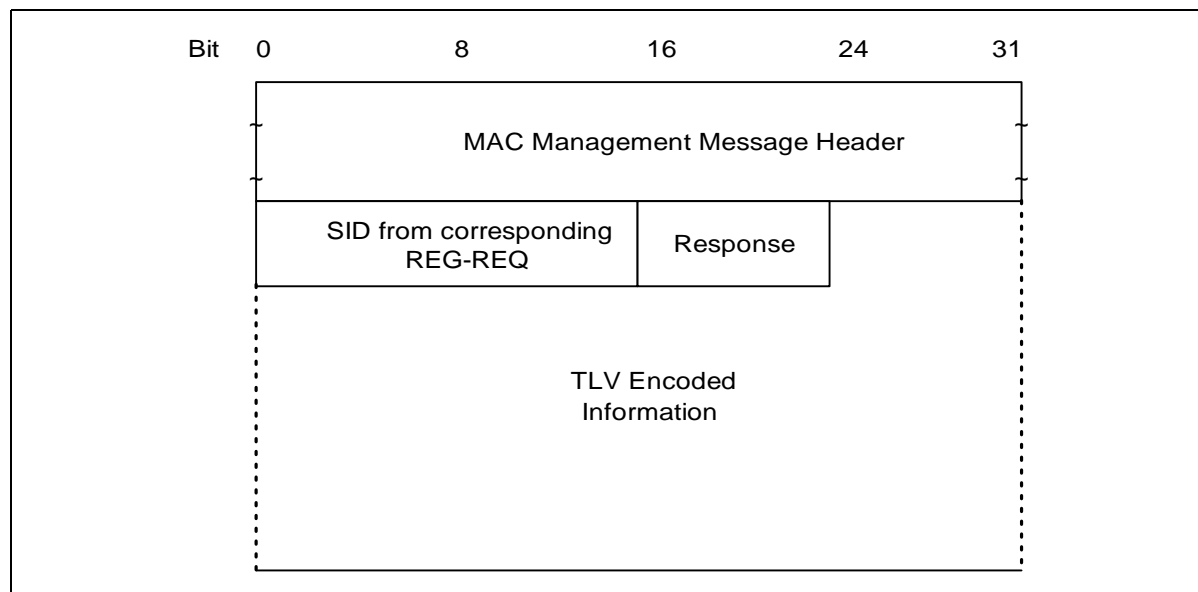 Bit 0 8 16 24 31
MAC Management Message Header
SID from corresponding
REG-REQ
Response
TLV Encoded
Information